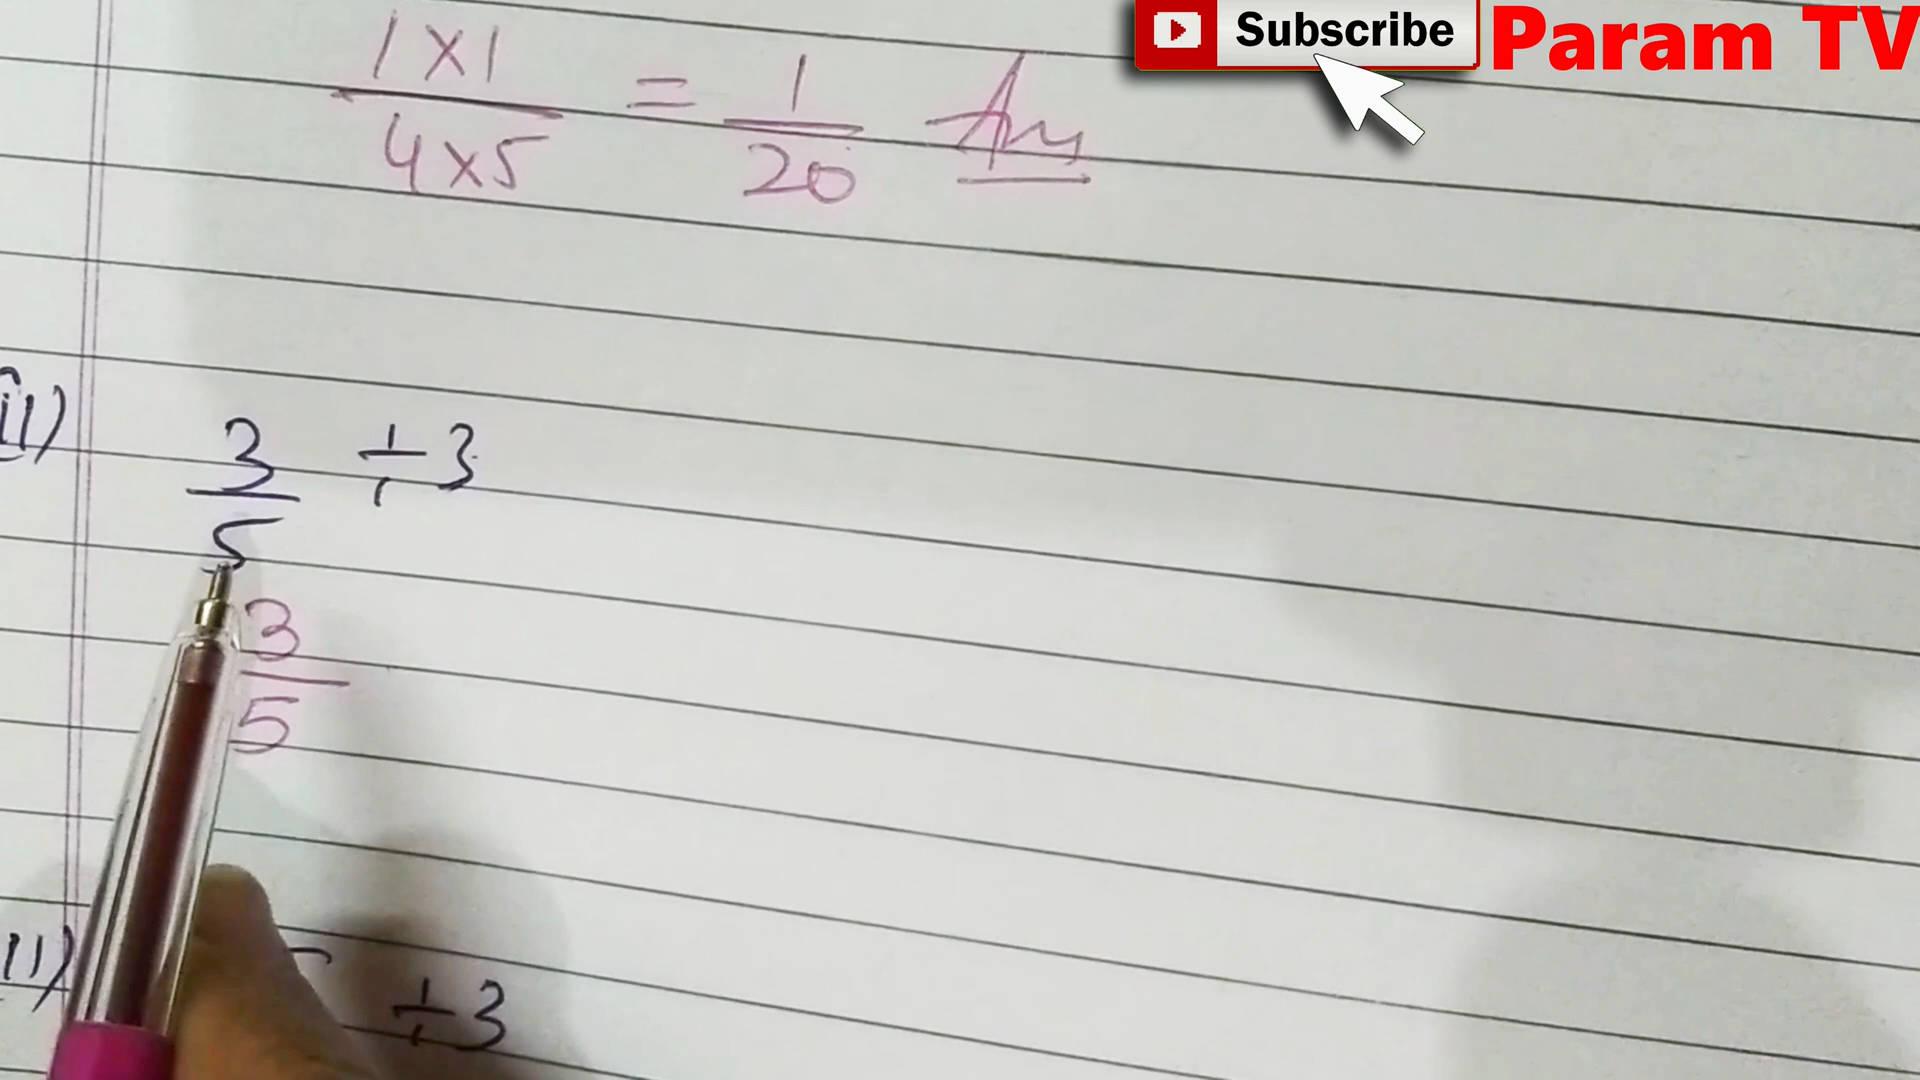 Subscribe Param TV
1 x 1 / 4 x 5 = 1 / 20 Ans
(ii) 3 / 5 ÷ 3
3 / 5
÷ 3